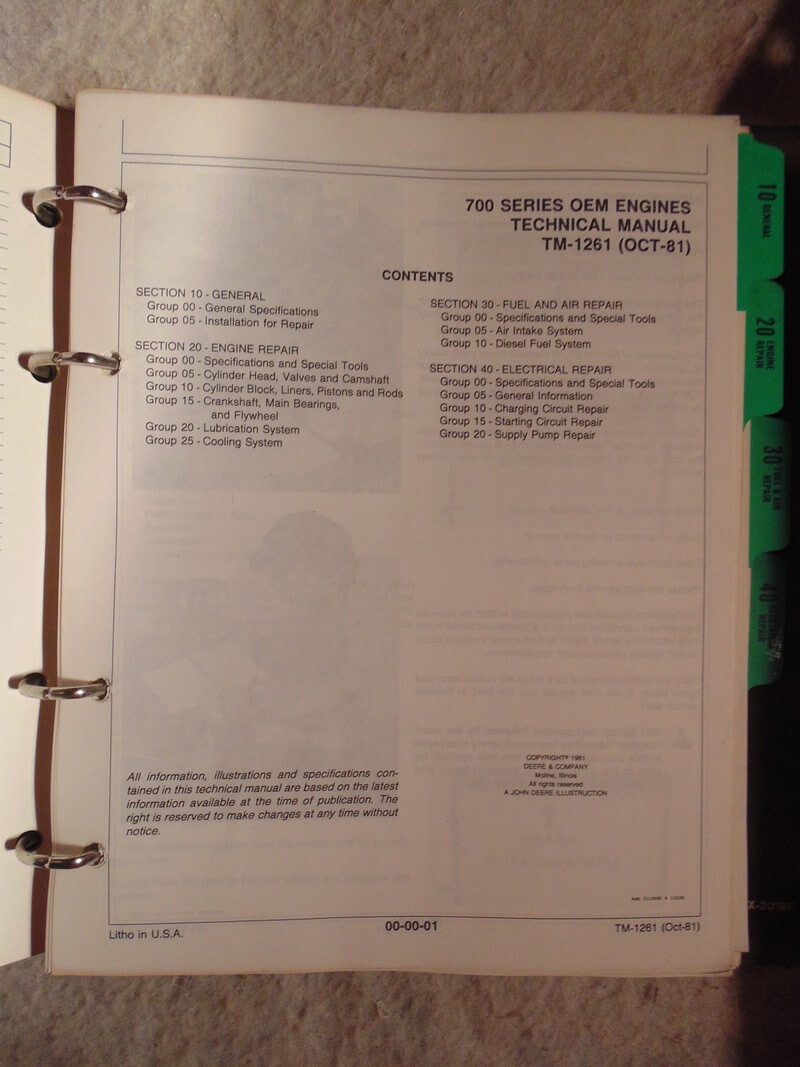 700 SERIES OEM ENGINES
TECHNICAL MANUAL
TM-1261 (OCT-81)
CONTENTS
SECTION 10 - GENERAL
Group 00 - General Specifications
Group 05 - Installation for Repair
SECTION 20 - ENGINE REPAIR
Group 00 - Specifications and Special Tools
Group 05 - Cylinder Head, Valves and Camshaft
Group 10 - Cylinder Block, Liners, Pistons and Rods
Group 15 - Crankshaft, Main Bearings,
and Flywheel
Group 20 - Lubrication System
Group 25 - Cooling System
SECTION 30 - FUEL AND AIR REPAIR
Group 00 - Specifications and Special Tools
Group 05 - Air Intake System
Group 10 - Diesel Fuel System
SECTION 40 - ELECTRICAL REPAIR
Group 00 - Specifications and Special Tools
Group 05 - General Information
Group 10 - Charging Circuit Repair
Group 15 - Starting Circuit Repair
Group 20 - Supply Pump Repair
All information, illustrations and specifications con-
tained in this technical manual are based on the latest
information available at the time of publication. The
right is reserved to make changes at any time without
notice.
COPYRIGHT© 1981
DEERE & COMPANY
Moline, Illinois
All rights reserved
A JOHN DEERE ILLUSTRUCTION
Litho in U.S.A.
00-00-01
TM-1261 (Oct-81)
10 GENERAL
20 ENGINE
REPAIR
30 FUEL & AIR
REPAIR
40 ELECTRICAL
REPAIR